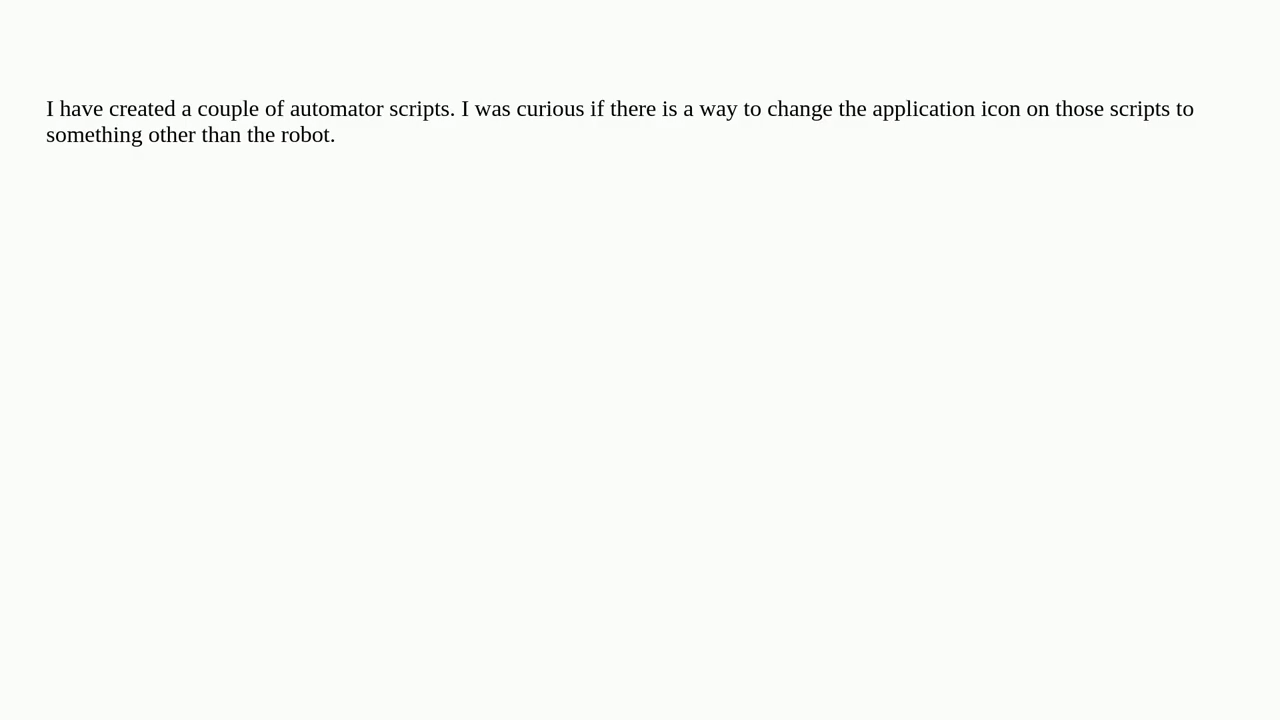 I have created a couple of automator scripts. I was curious if there is a way to change the application icon on those scripts to
something other than the robot.